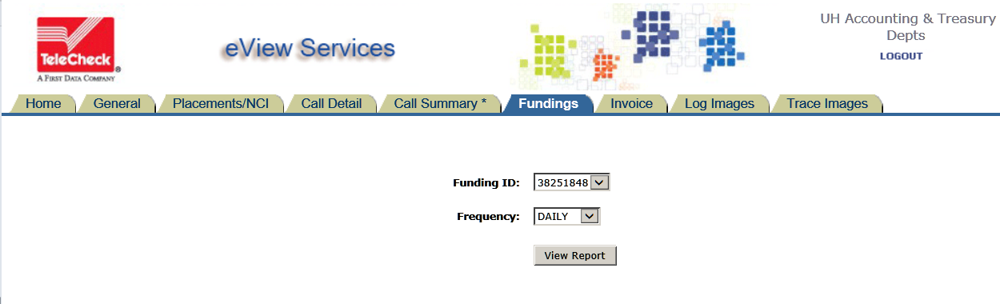 TeleCheck®
A FIRST DATA COMPANY
eView Services
UH Accounting & Treasury
Depts
LOGOUT
Home General Placements/NCI Call Detail Call Summary * Fundings Invoice Log Images Trace Images
Funding ID: 38251848
Frequency: DAILY
View Report